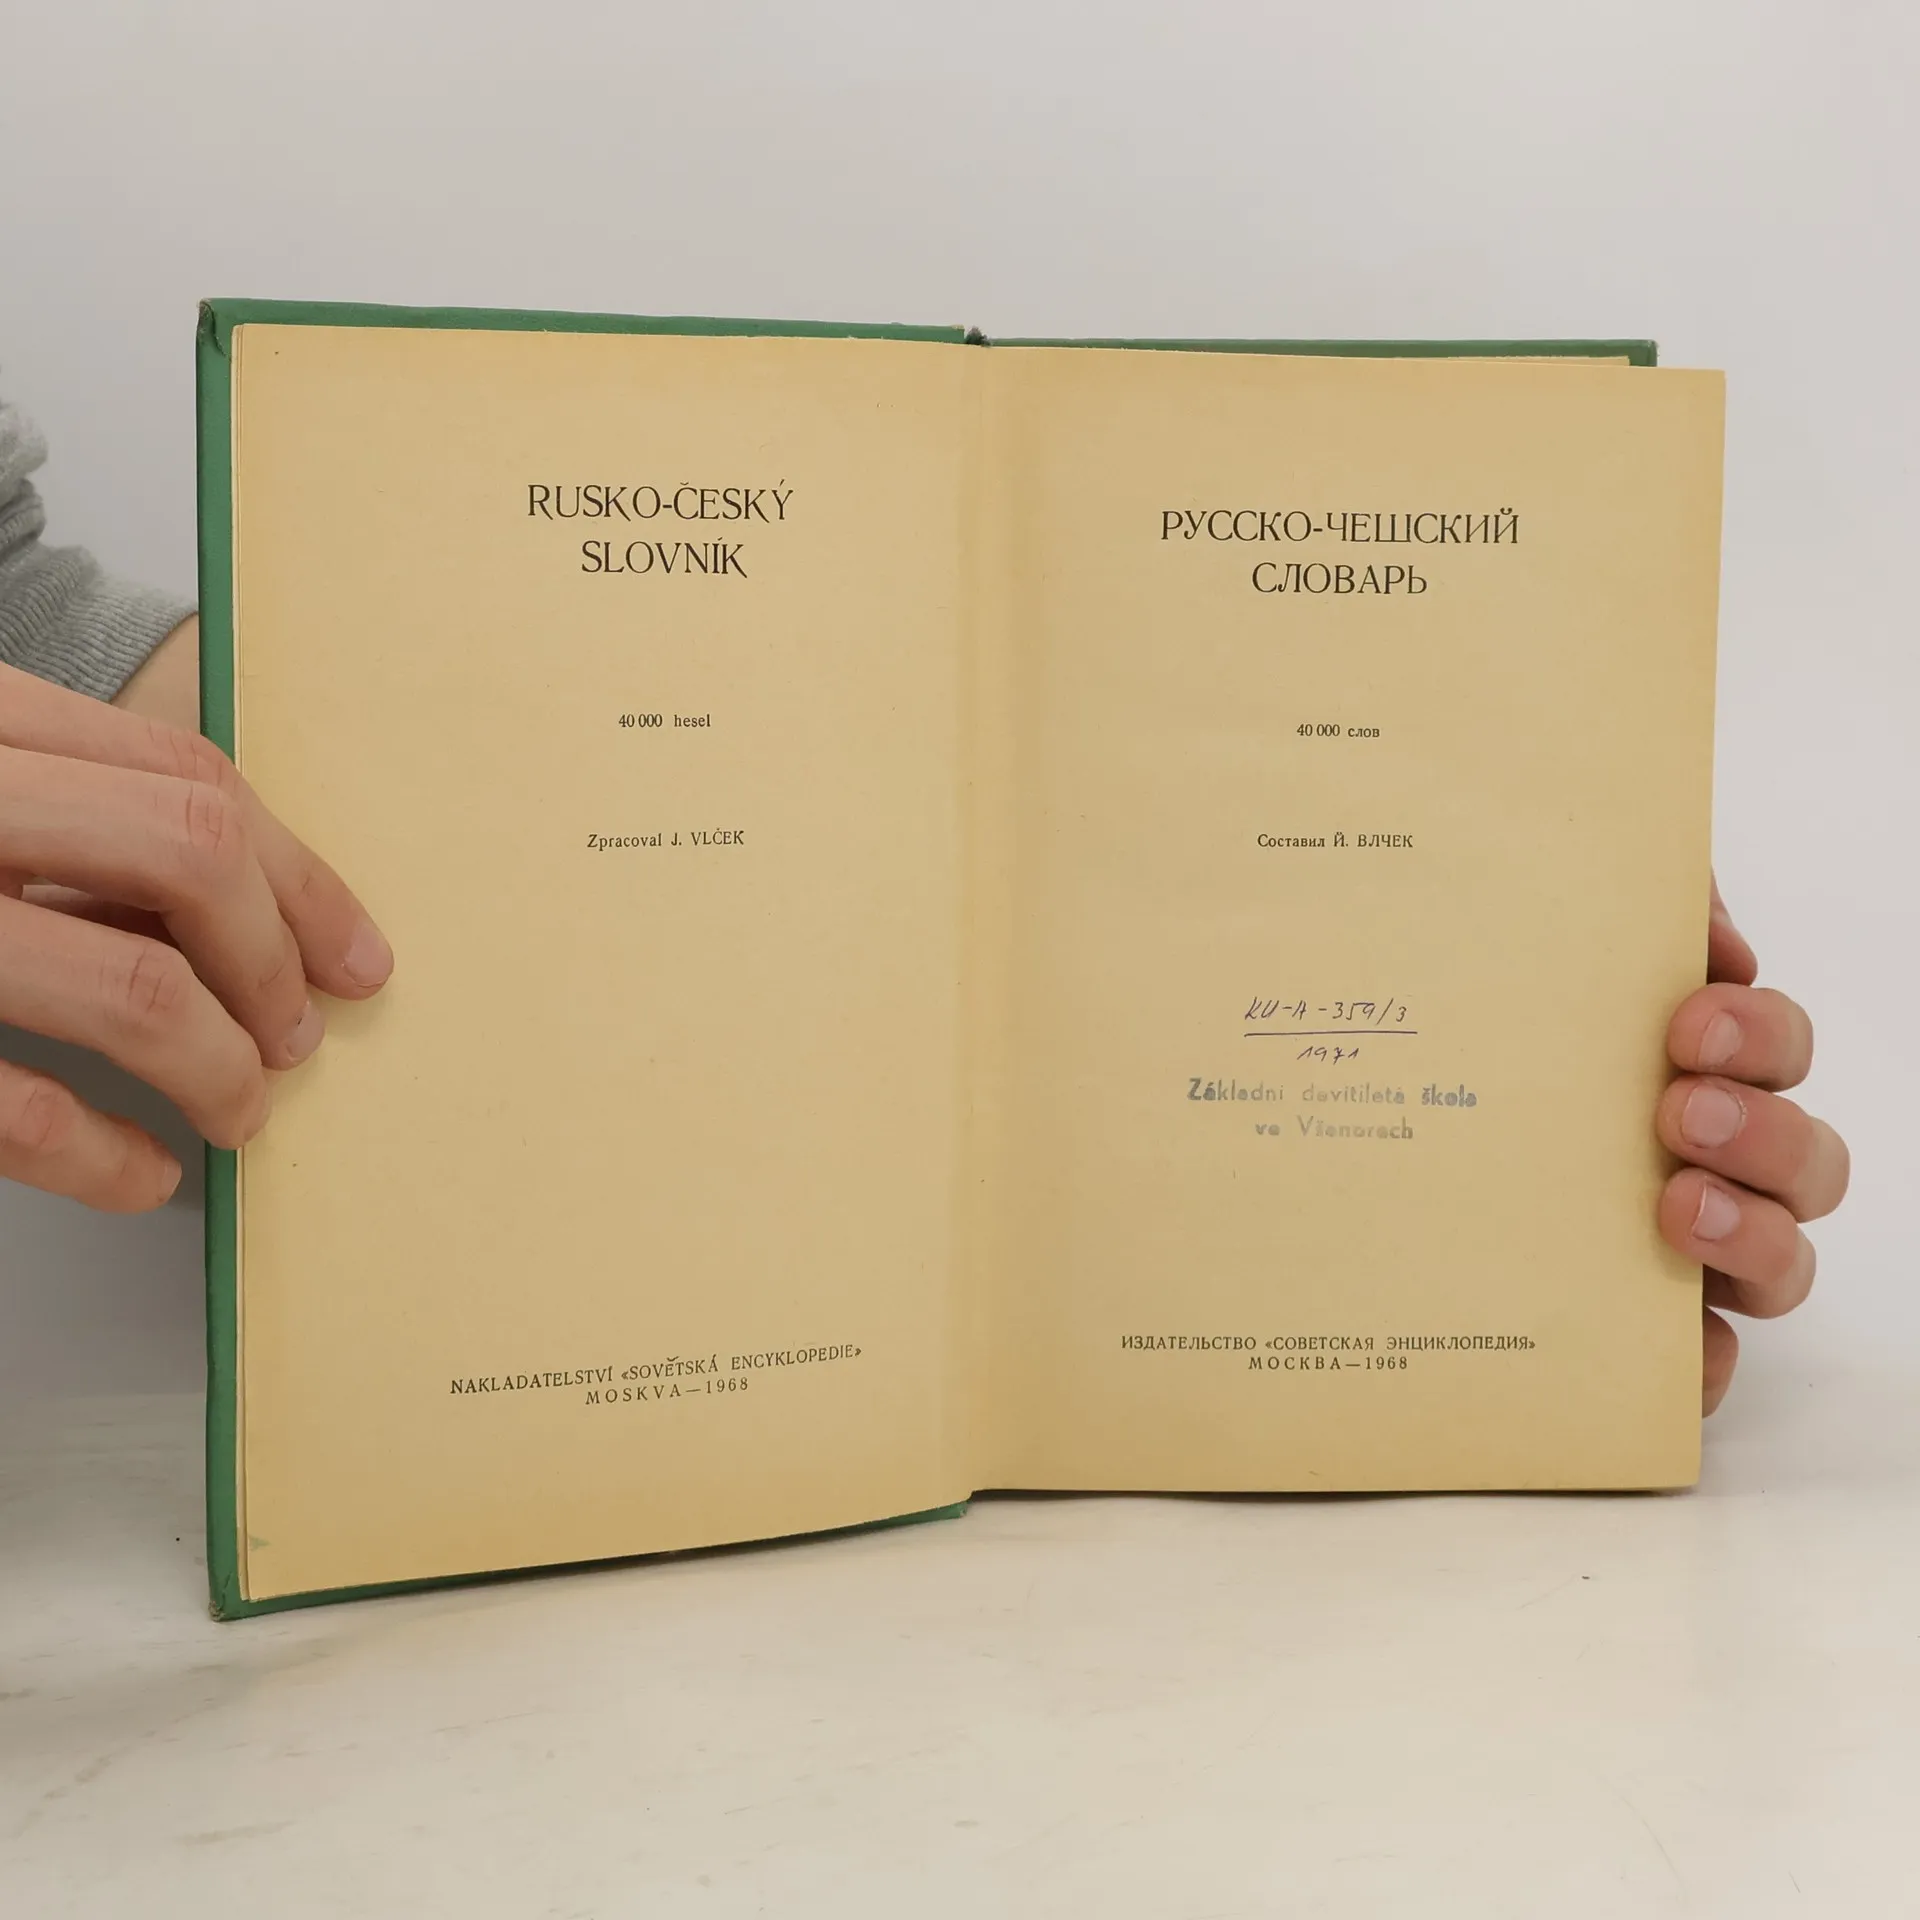 RUSKO-ČESKÝ
SLOVNÍK
40 000 hesel
Zpracoval J. VLČEK
NAKLADATELSTVÍ «SOVĚTSKÁ ENCYKLOPEDIE»
MOSKVA—1968
РУССКО-ЧЕШСКИЙ
СЛОВАРЬ
40 000 слов
Составил Й. ВЛЧЕК
KU-A-359/3
1971
Základní devítiletá škola
ve Všenorech
ИЗДАТЕЛЬСТВО «СОВЕТСКАЯ ЭНЦИКЛОПЕДИЯ»
МОСКВА—1968